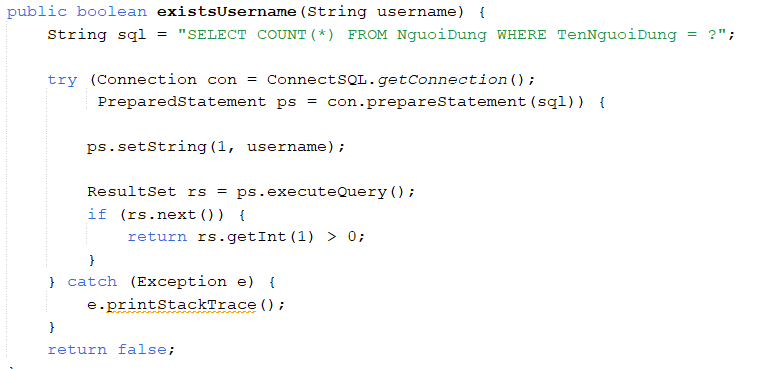 public boolean existsUsername(String username) {
    String sql = "SELECT COUNT(*) FROM NguoiDung WHERE TenNguoiDung = ?";

    try (Connection con = ConnectSQL.getConnection();
         PreparedStatement ps = con.prepareStatement(sql)) {

        ps.setString(1, username);

        ResultSet rs = ps.executeQuery();
        if (rs.next()) {
            return rs.getInt(1) > 0;
        }
    } catch (Exception e) {
        e.printStackTrace();
    }
    return false;